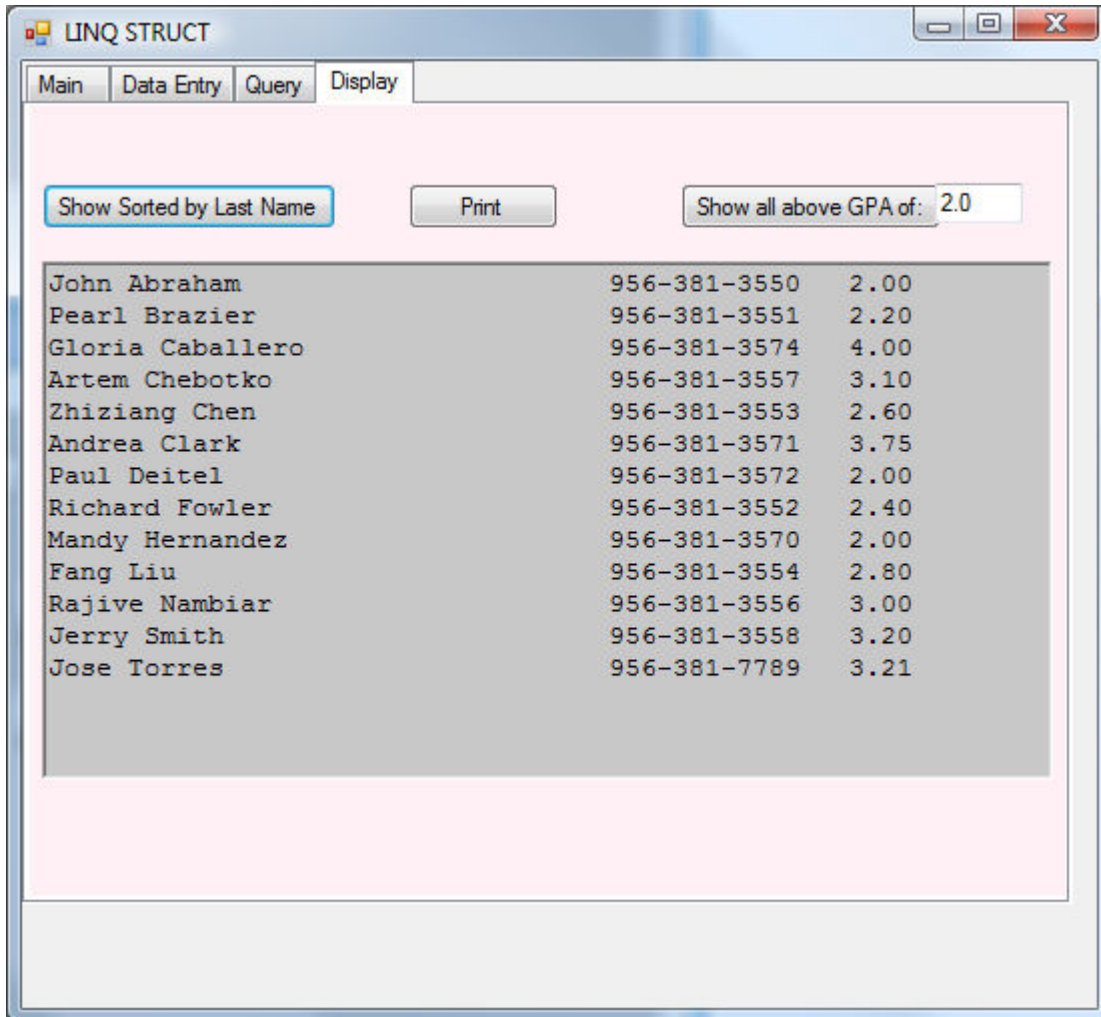 LINQ STRUCT
Main Data Entry Query Display
Show Sorted by Last Name Print Show all above GPA of: 2.0
John Abraham 956-381-3550 2.00
Pearl Brazier 956-381-3551 2.20
Gloria Caballero 956-381-3574 4.00
Artem Chebotko 956-381-3557 3.10
Zhiziang Chen 956-381-3553 2.60
Andrea Clark 956-381-3571 3.75
Paul Deitel 956-381-3572 2.00
Richard Fowler 956-381-3552 2.40
Mandy Hernandez 956-381-3570 2.00
Fang Liu 956-381-3554 2.80
Rajive Nambiar 956-381-3556 3.00
Jerry Smith 956-381-3558 3.20
Jose Torres 956-381-7789 3.21